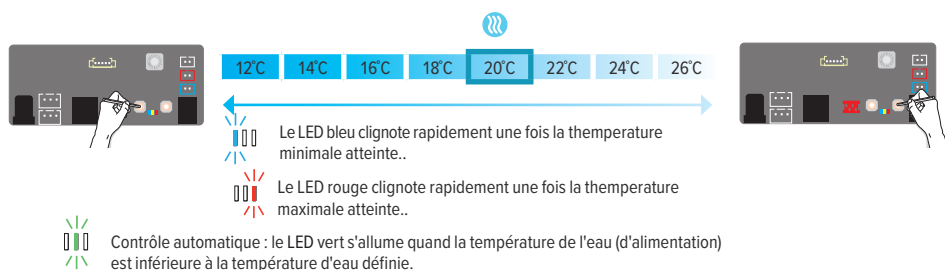 12°C 14°C 16°C 18°C 20°C 22°C 24°C 26°C
Le LED bleu clignote rapidement une fois la themperature
minimale atteinte..
Le LED rouge clignote rapidement une fois la themperature
maximale atteinte..
Contrôle automatique : le LED vert s'allume quand la température de l'eau (d'alimentation)
est inférieure à la température d'eau définie.